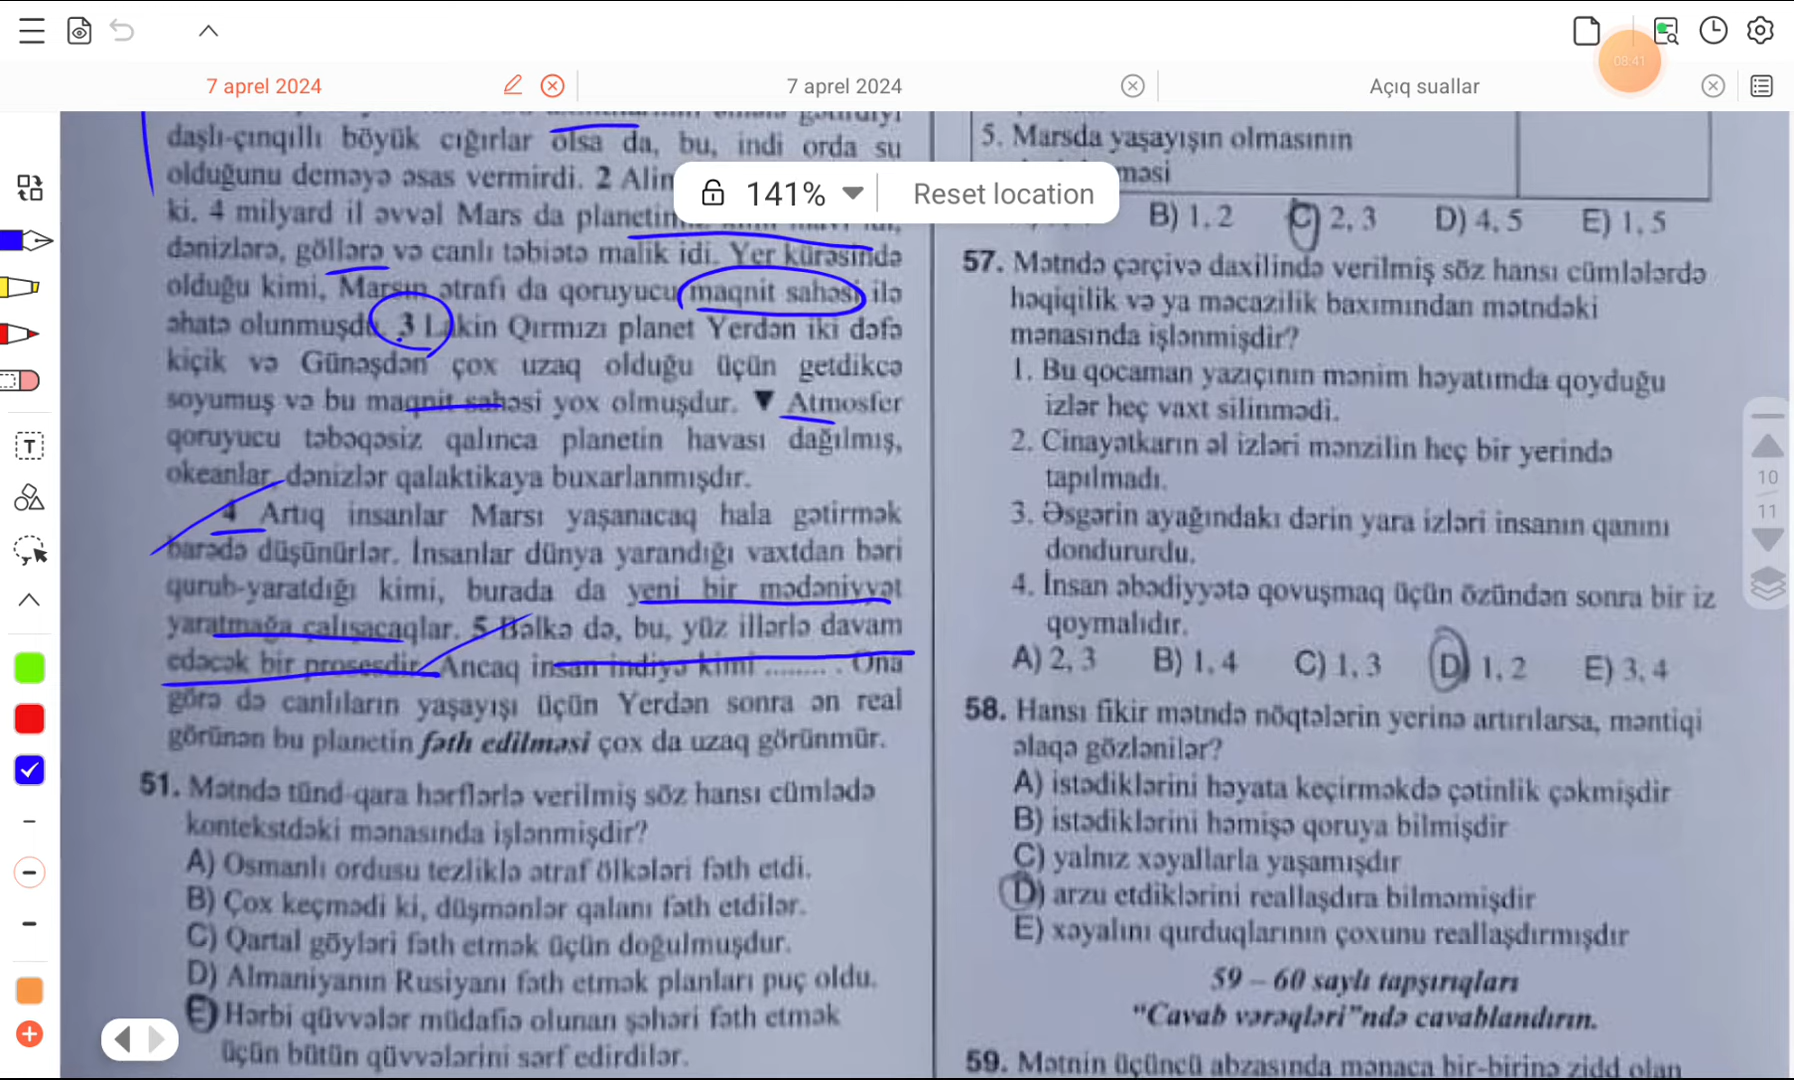 08:41
7 aprel 2024
7 aprel 2024
Açıq suallar
141%
Reset location
daşlı-çınqıllı böyük cığırlar olsa da, bu, indi orda su
olduğunu deməyə əsas vermirdi. 2
ki, 4 milyard il əvvəl Mars da
dənizlərə, göllərə və canlı təbiətə malik idi. Yer kürəsində
olduğu kimi, Marsın ətrafı da qoruyucu maqnit sahəsi ilə
əhatə olunmuşdu. 3 Lakin Qırmızı planet Yerdən iki dəfə
kiçik və Günəşdən çox uzaq olduğu üçün getdikcə
soyumuş və bu maqnit sahəsi yox olmuşdur. ▼ Atmosfer
qoruyucu təbəqəsiz qalınca planetin havası dağılmış,
okeanlar, dənizlər qalaktikaya buxarlanmışdır.
4 Artıq insanlar Marsı yaşanacaq hala gətirmək
barədə düşünürlər. İnsanlar dünya yarandığı vaxtdan bəri
qurub-yaratdığı kimi, burada da yeni bir mədəniyyət
yaratmağa çalışacaqlar. 5 Bəlkə də, bu, yüz illərlə davam
edəcək bir prosesdir. Ancaq insan indiyə kimi ........ . Ona
görə də canlıların yaşayışı üçün Yerdən sonra ən real
görünən bu planetin fəth edilməsi çox da uzaq görünmür.
51. Mətndə tünd-qara hərflərlə verilmiş söz hansı cümlədə
kontekstdəki mənasında işlənmişdir?
A) Osmanlı ordusu tezliklə ətraf ölkələri fəth etdi.
B) Çox keçmədi ki, düşmənlər qalanı fəth etdilər.
C) Qartal göyləri fəth etmək üçün doğulmuşdur.
D) Almaniyanın Rusiyanı fəth etmək planları puç oldu.
E) Hərbi qüvvələr müdafiə olunan şəhəri fəth etmək
üçün bütün qüvvələrini sərf edirdilər.
5. Marsda yaşayışın olmasının
B) 1, 2 C) 2, 3 D) 4, 5 E) 1, 5
57. Mətndə çərçivə daxilində verilmiş söz hansı cümlələrdə
həqiqilik və ya məcazilik baxımından mətndəki
mənasında işlənmişdir?
1. Bu qocaman yazıçının mənim həyatımda qoyduğu
izlər heç vaxt silinmədi.
2. Cinayətkarın əl izləri mənzilin heç bir yerində
tapılmadı.
3. Əsgərin ayağındakı dərin yara izləri insanın qanını
dondururdu.
4. İnsan əbədiyyətə qovuşmaq üçün özündən sonra bir iz
qoymalıdır.
A) 2, 3 B) 1, 4 C) 1, 3 D) 1, 2 E) 3, 4
58. Hansı fikir mətndə nöqtələrin yerinə artırılarsa, məntiqi
əlaqə gözlənilər?
A) istədiklərini həyata keçirməkdə çətinlik çəkmişdir
B) istədiklərini həmişə qoruya bilmişdir
C) yalnız xəyallarla yaşamışdır
D) arzu etdiklərini reallaşdıra bilməmişdir
E) xəyalını qurduqlarının çoxunu reallaşdırmışdır
59 – 60 saylı tapşırıqları
“Cavab vərəqləri”ndə cavablandırın.
59. Mətnin üçüncü abzasında mənaca bir-birinə zidd olan
10
11
T